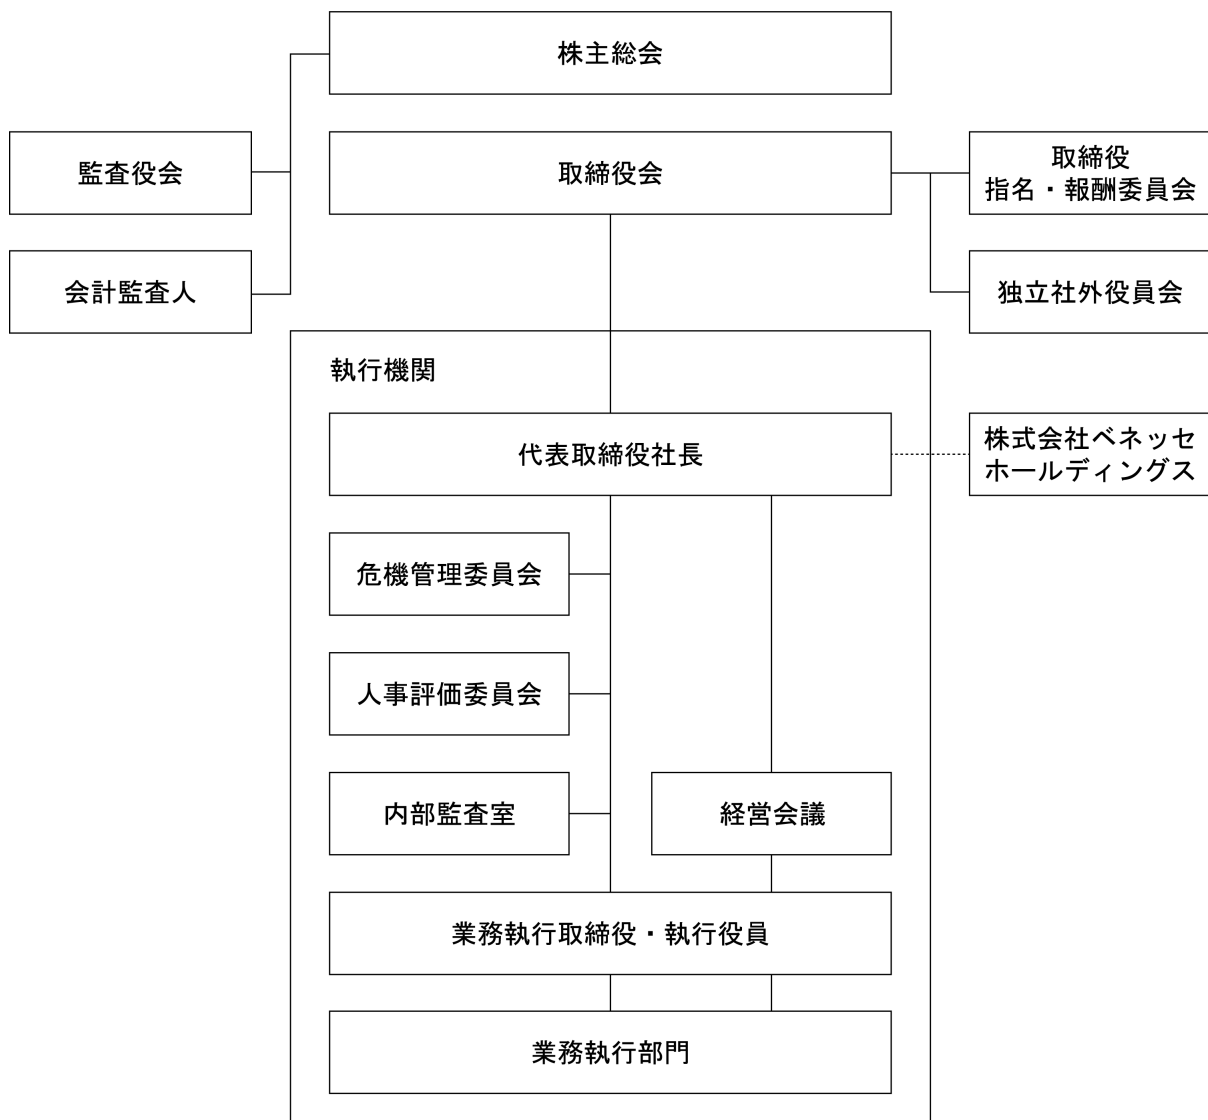 株主総会
監査役会
取締役会
取締役
指名・報酬委員会
会計監査人
独立社外役員会
執行機関
代表取締役社長
株式会社ベネッセ
ホールディングス
危機管理委員会
人事評価委員会
内部監査室
経営会議
業務執行取締役・執行役員
業務執行部門